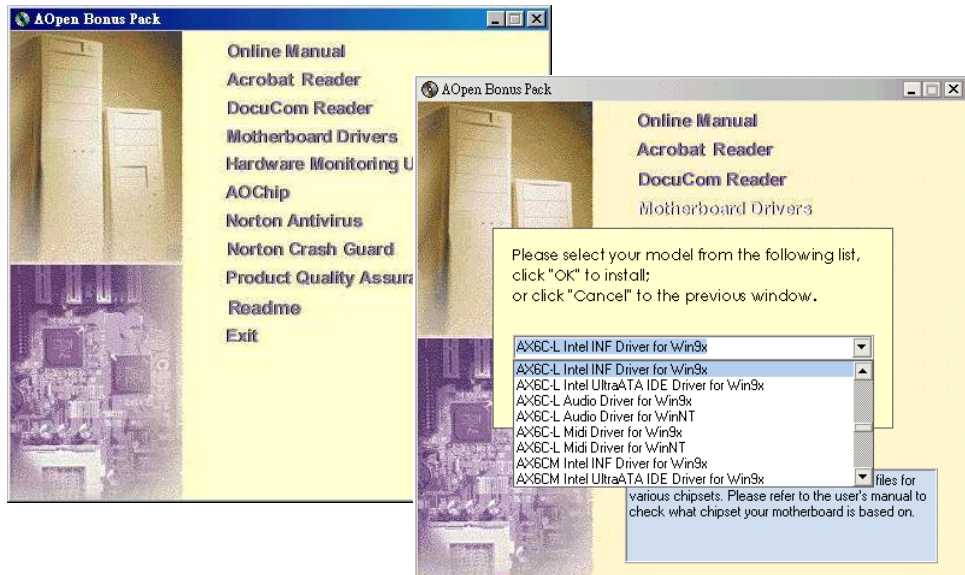 AOpen Bonus Pack
Online Manual
Acrobat Reader
DocuCom Reader
Motherboard Drivers
Hardware Monitoring U
AOChip
Norton Antivirus
Norton Crash Guard
Product Quality Assura
Readme
Exit
AOpen Bonus Pack
Online Manual
Acrobat Reader
DocuCom Reader
Motherboard Drivers
Please select your model from the following list,
click "OK" to install;
or click "Cancel" to the previous window.
AX6C-L Intel INF Driver for Win9x
AX6C-L Intel INF Driver for Win9x
AX6C-L Intel UltraATA IDE Driver for Win9x
AX6C-L Audio Driver for Win9x
AX6C-L Audio Driver for WinNT
AX6C-L Midi Driver for Win9x
AX6C-L Midi Driver for WinNT
AX6CM Intel INF Driver for Win9x
AX6CM Intel UltraATA IDE Driver for Win9x
files for
various chipsets. Please refer to the user's manual to
check what chipset your motherboard is based on.